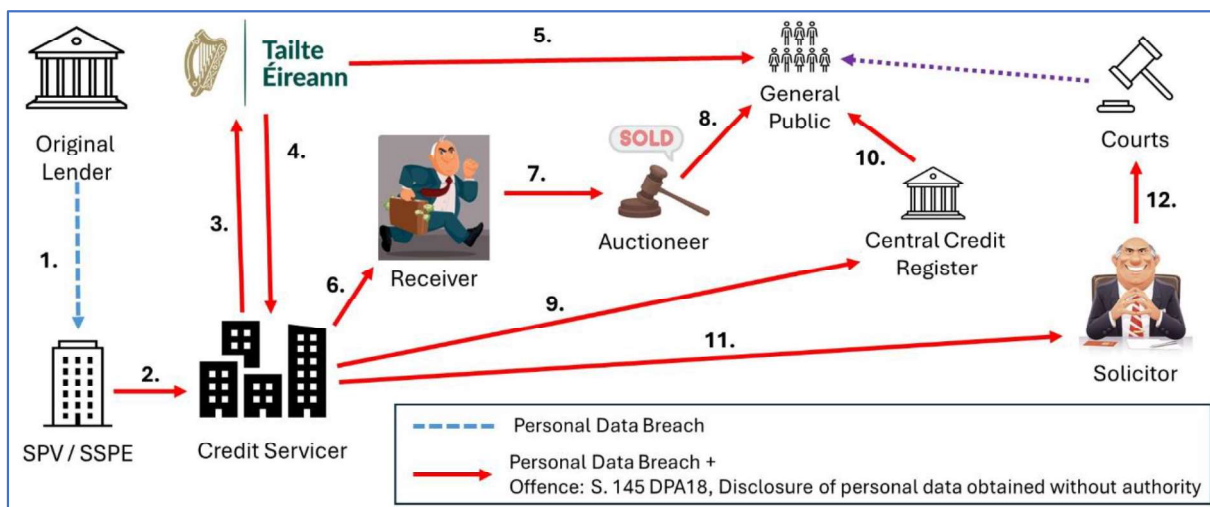 Tailte
Éireann
5.
General
Public
Courts
Original
Lender
1.
3.
4.
Receiver
6.
7.
SOLD
Auctioneer
8.
10.
Central Credit
Register
12.
9.
11.
Solicitor
SPV / SSPE
2.
Credit Servicer
Personal Data Breach
Personal Data Breach +
Offence: S. 145 DPA18, Disclosure of personal data obtained without authority